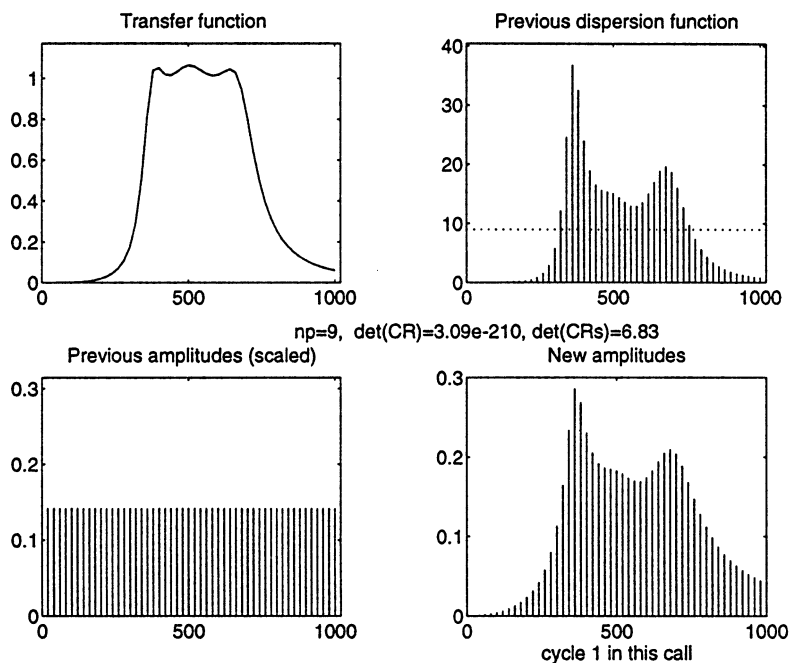 Transfer function
1
0.8
0.6
0.4
0.2
0
0 500 1000
Previous dispersion function
40
30
20
10
0
0 500 1000
np=9, det(CR)=3.09e-210, det(CRs)=6.83
Previous amplitudes (scaled)
0.3
0.2
0.1
0
0 500 1000
New amplitudes
0.3
0.2
0.1
0
0 500 1000
cycle 1 in this call